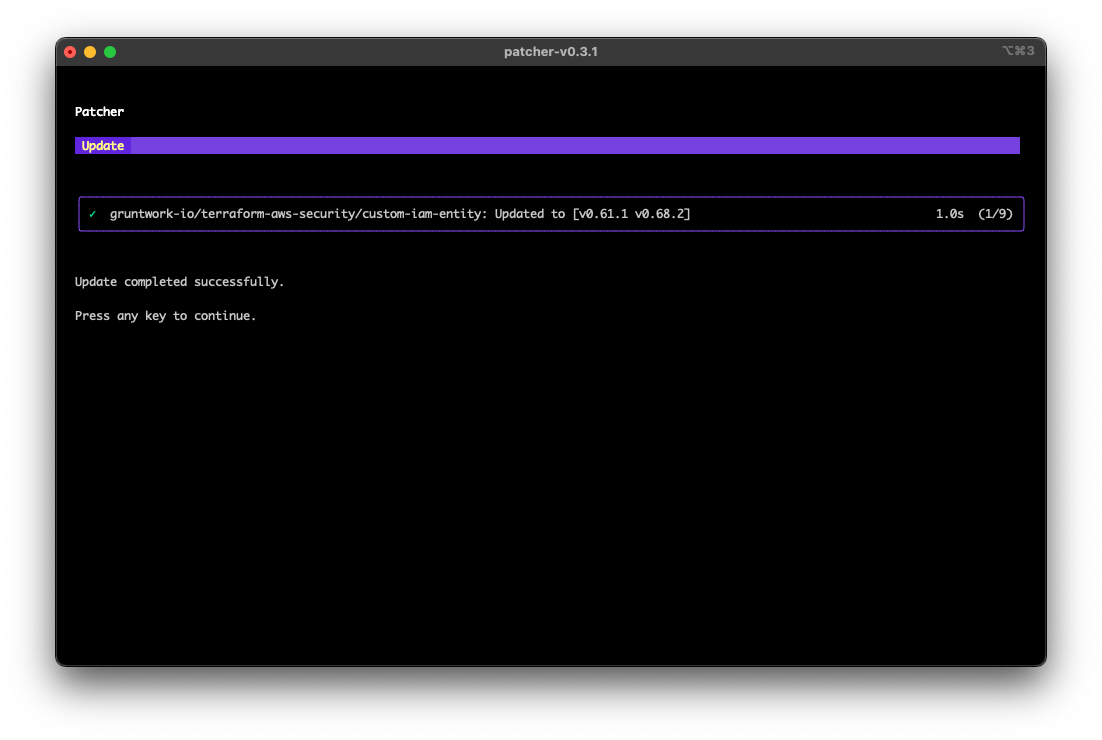 patcher-v0.3.1
⌥⌘3
Patcher
Update
✓ gruntwork-io/terraform-aws-security/custom-iam-entity: Updated to [v0.61.1 v0.68.2] 1.0s (1/9)
Update completed successfully.
Press any key to continue.